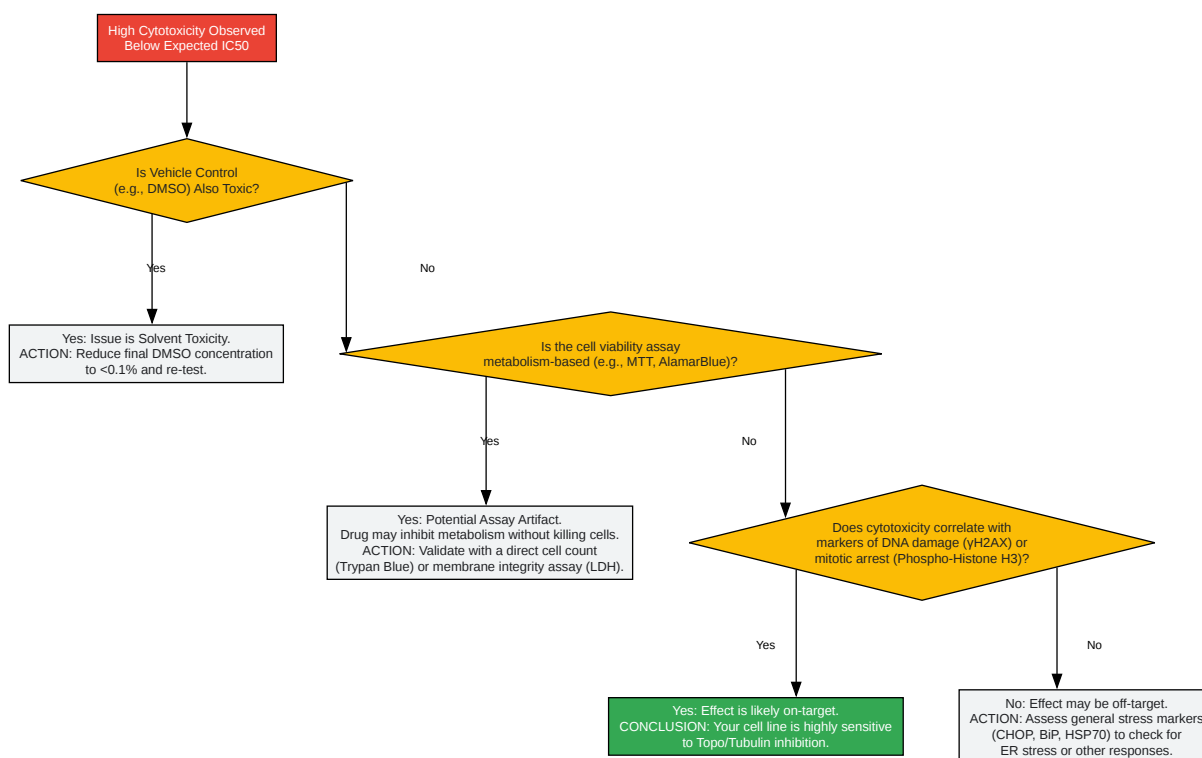 High Cytotoxicity Observed
Below Expected IC50
Is Vehicle Control
(e.g., DMSO) Also Toxic?
Yes
No
Yes: Issue is Solvent Toxicity.
ACTION: Reduce final DMSO concentration
to <0.1% and re-test.
Is the cell viability assay
metabolism-based (e.g., MTT, AlamarBlue)?
Yes
No
Yes: Potential Assay Artifact.
Drug may inhibit metabolism without killing cells.
ACTION: Validate with a direct cell count
(Trypan Blue) or membrane integrity assay (LDH).
Does cytotoxicity correlate with
markers of DNA damage (γH2AX) or
mitotic arrest (Phospho-Histone H3)?
Yes
No
Yes: Effect is likely on-target.
CONCLUSION: Your cell line is highly sensitive
to Topo/Tubulin inhibition.
No: Effect may be off-target.
ACTION: Assess general stress markers
(CHOP, BiP, HSP70) to check for
ER stress or other responses.